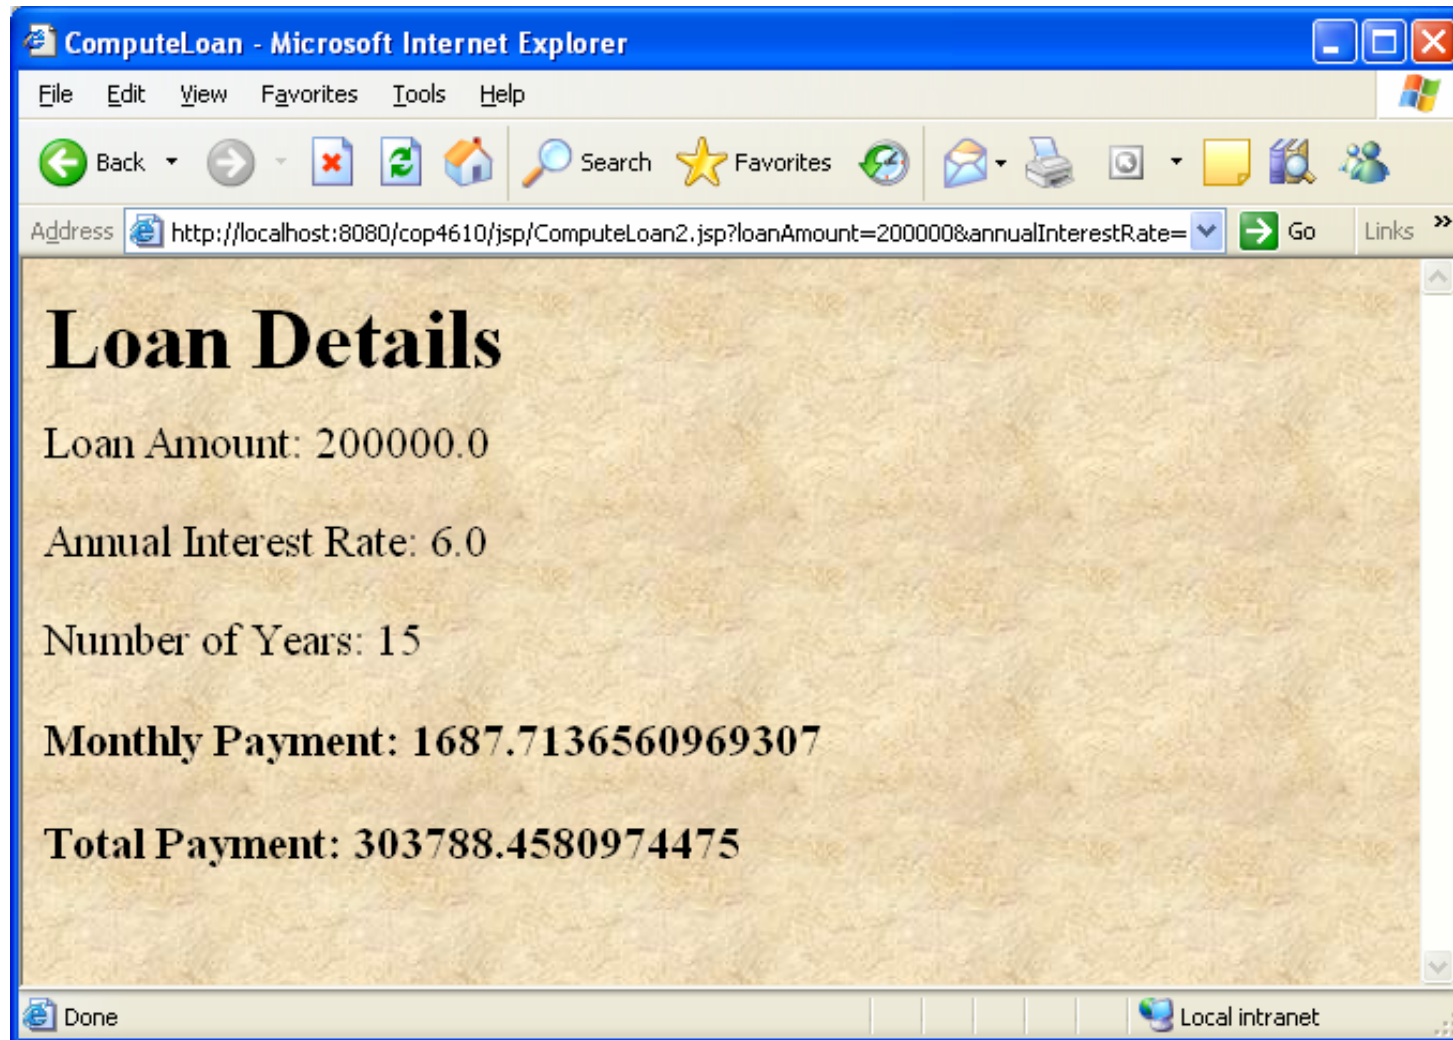 ComputeLoan - Microsoft Internet Explorer
File Edit View Favorites Tools Help
Back Search Favorites
Address http://localhost:8080/cop4610/jsp/ComputeLoan2.jsp?loanAmount=200000&annualInterestRate= Go Links »
Loan Details
Loan Amount: 200000.0
Annual Interest Rate: 6.0
Number of Years: 15
Monthly Payment: 1687.7136560969307
Total Payment: 303788.4580974475
Done Local intranet